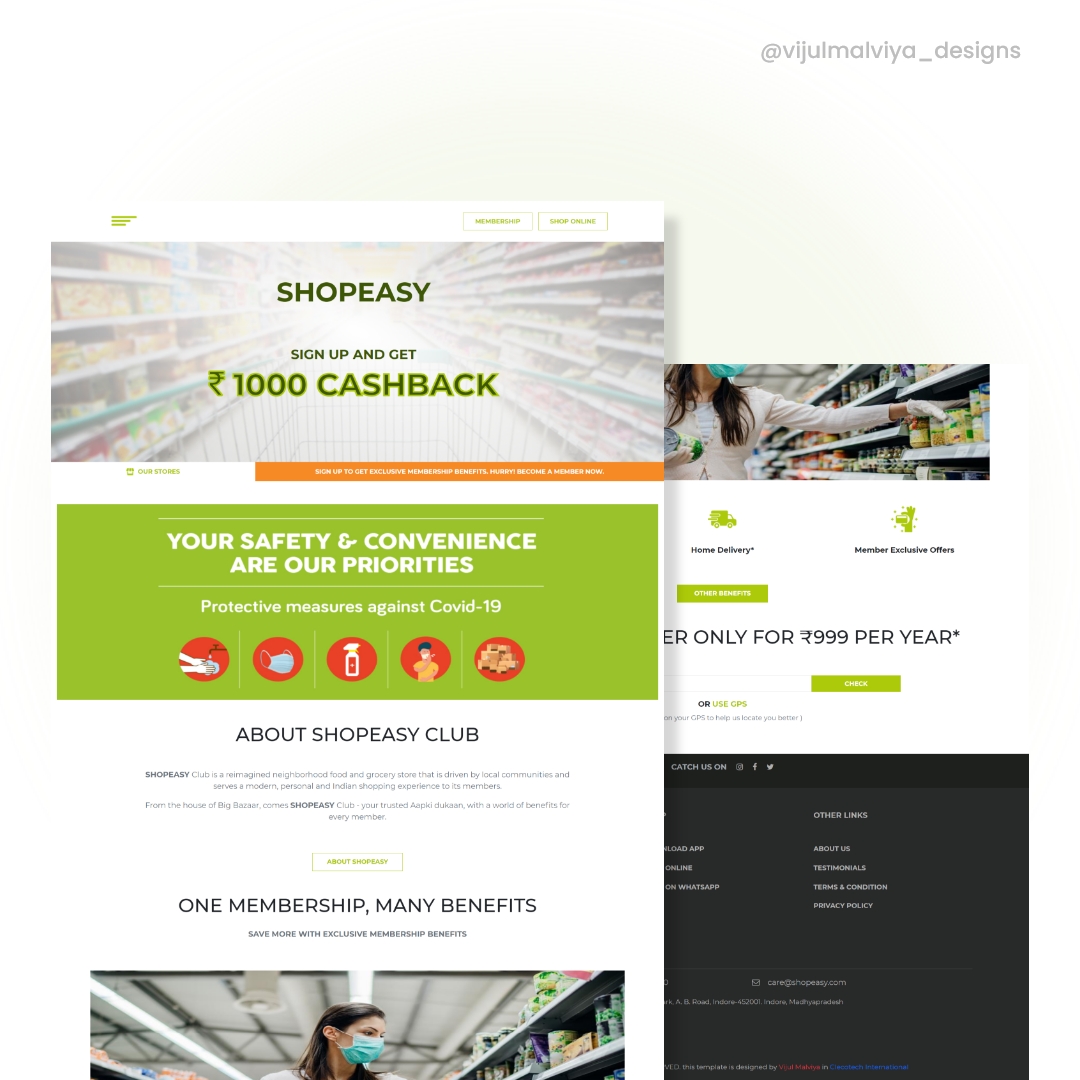 @vijulmalviya_designs
MEMBERSHIP
SHOP ONLINE
SHOPEASY
SIGN UP AND GET
₹ 1000 CASHBACK
OUR STORES
SIGN UP TO GET EXCLUSIVE MEMBERSHIP BENEFITS. HURRY! BECOME A MEMBER NOW.
YOUR SAFETY & CONVENIENCE
ARE OUR PRIORITIES
Protective measures against Covid-19
ABOUT SHOPEASY CLUB
SHOPEASY Club is a reimagined neighborhood food and grocery store that is driven by local communities and
serves a modern, personal and Indian shopping experience to its members.
From the house of Big Bazaar, comes SHOPEASY Club - your trusted Aapki dukaan, with a world of benefits for
every member.
ABOUT SHOPEASY
ONE MEMBERSHIP, MANY BENEFITS
SAVE MORE WITH EXCLUSIVE MEMBERSHIP BENEFITS
Home Delivery*
Member Exclusive Offers
OTHER BENEFITS
ER ONLY FOR ₹999 PER YEAR*
CHECK
OR USE GPS
on your GPS to help us locate you better )
CATCH US ON
OTHER LINKS
NLOAD APP
ABOUT US
ONLINE
TESTIMONIALS
ON WHATSAPP
TERMS & CONDITION
PRIVACY POLICY
0
care@shopeasy.com
rk, A. B. Road, Indore-452001, Indore, Madhyapradesh
VED. this template is designed by Vijul Malviya in